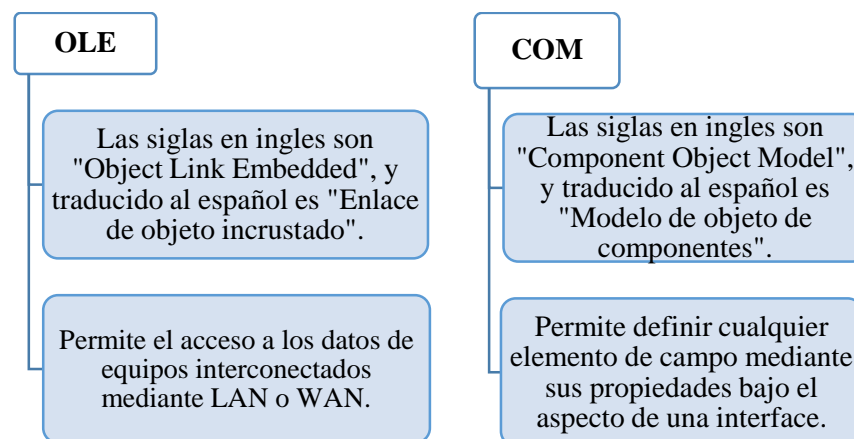 OLE
Las siglas en ingles son
"Object Link Embedded", y
traducido al español es "Enlace
de objeto incrustado".
Permite el acceso a los datos de
equipos interconectados
mediante LAN o WAN.
COM
Las siglas en ingles son
"Component Object Model",
y traducido al español es
"Modelo de objeto de
componentes".
Permite definir cualquier
elemento de campo mediante
sus propiedades bajo el
aspecto de una interface.